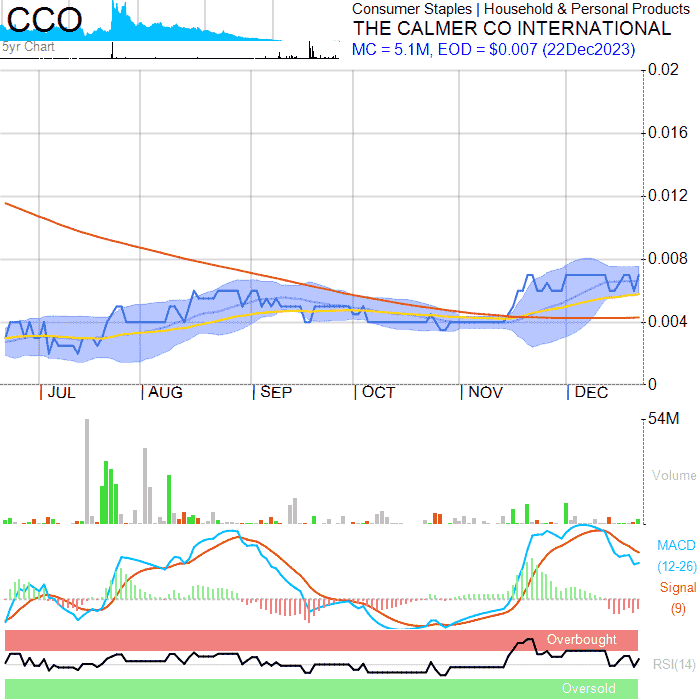 CCO
5yr Chart
Consumer Staples | Household & Personal Products
THE CALMER CO INTERNATIONAL
MC = 5.1M, EOD = $0.007 (22Dec2023)
0.02
0.016
0.012
0.008
0.004
0
JUL
AUG
SEP
OCT
NOV
DEC
54M
Volume
MACD
(12-26)
Signal
(9)
Overbought
RSI(14)
Oversold